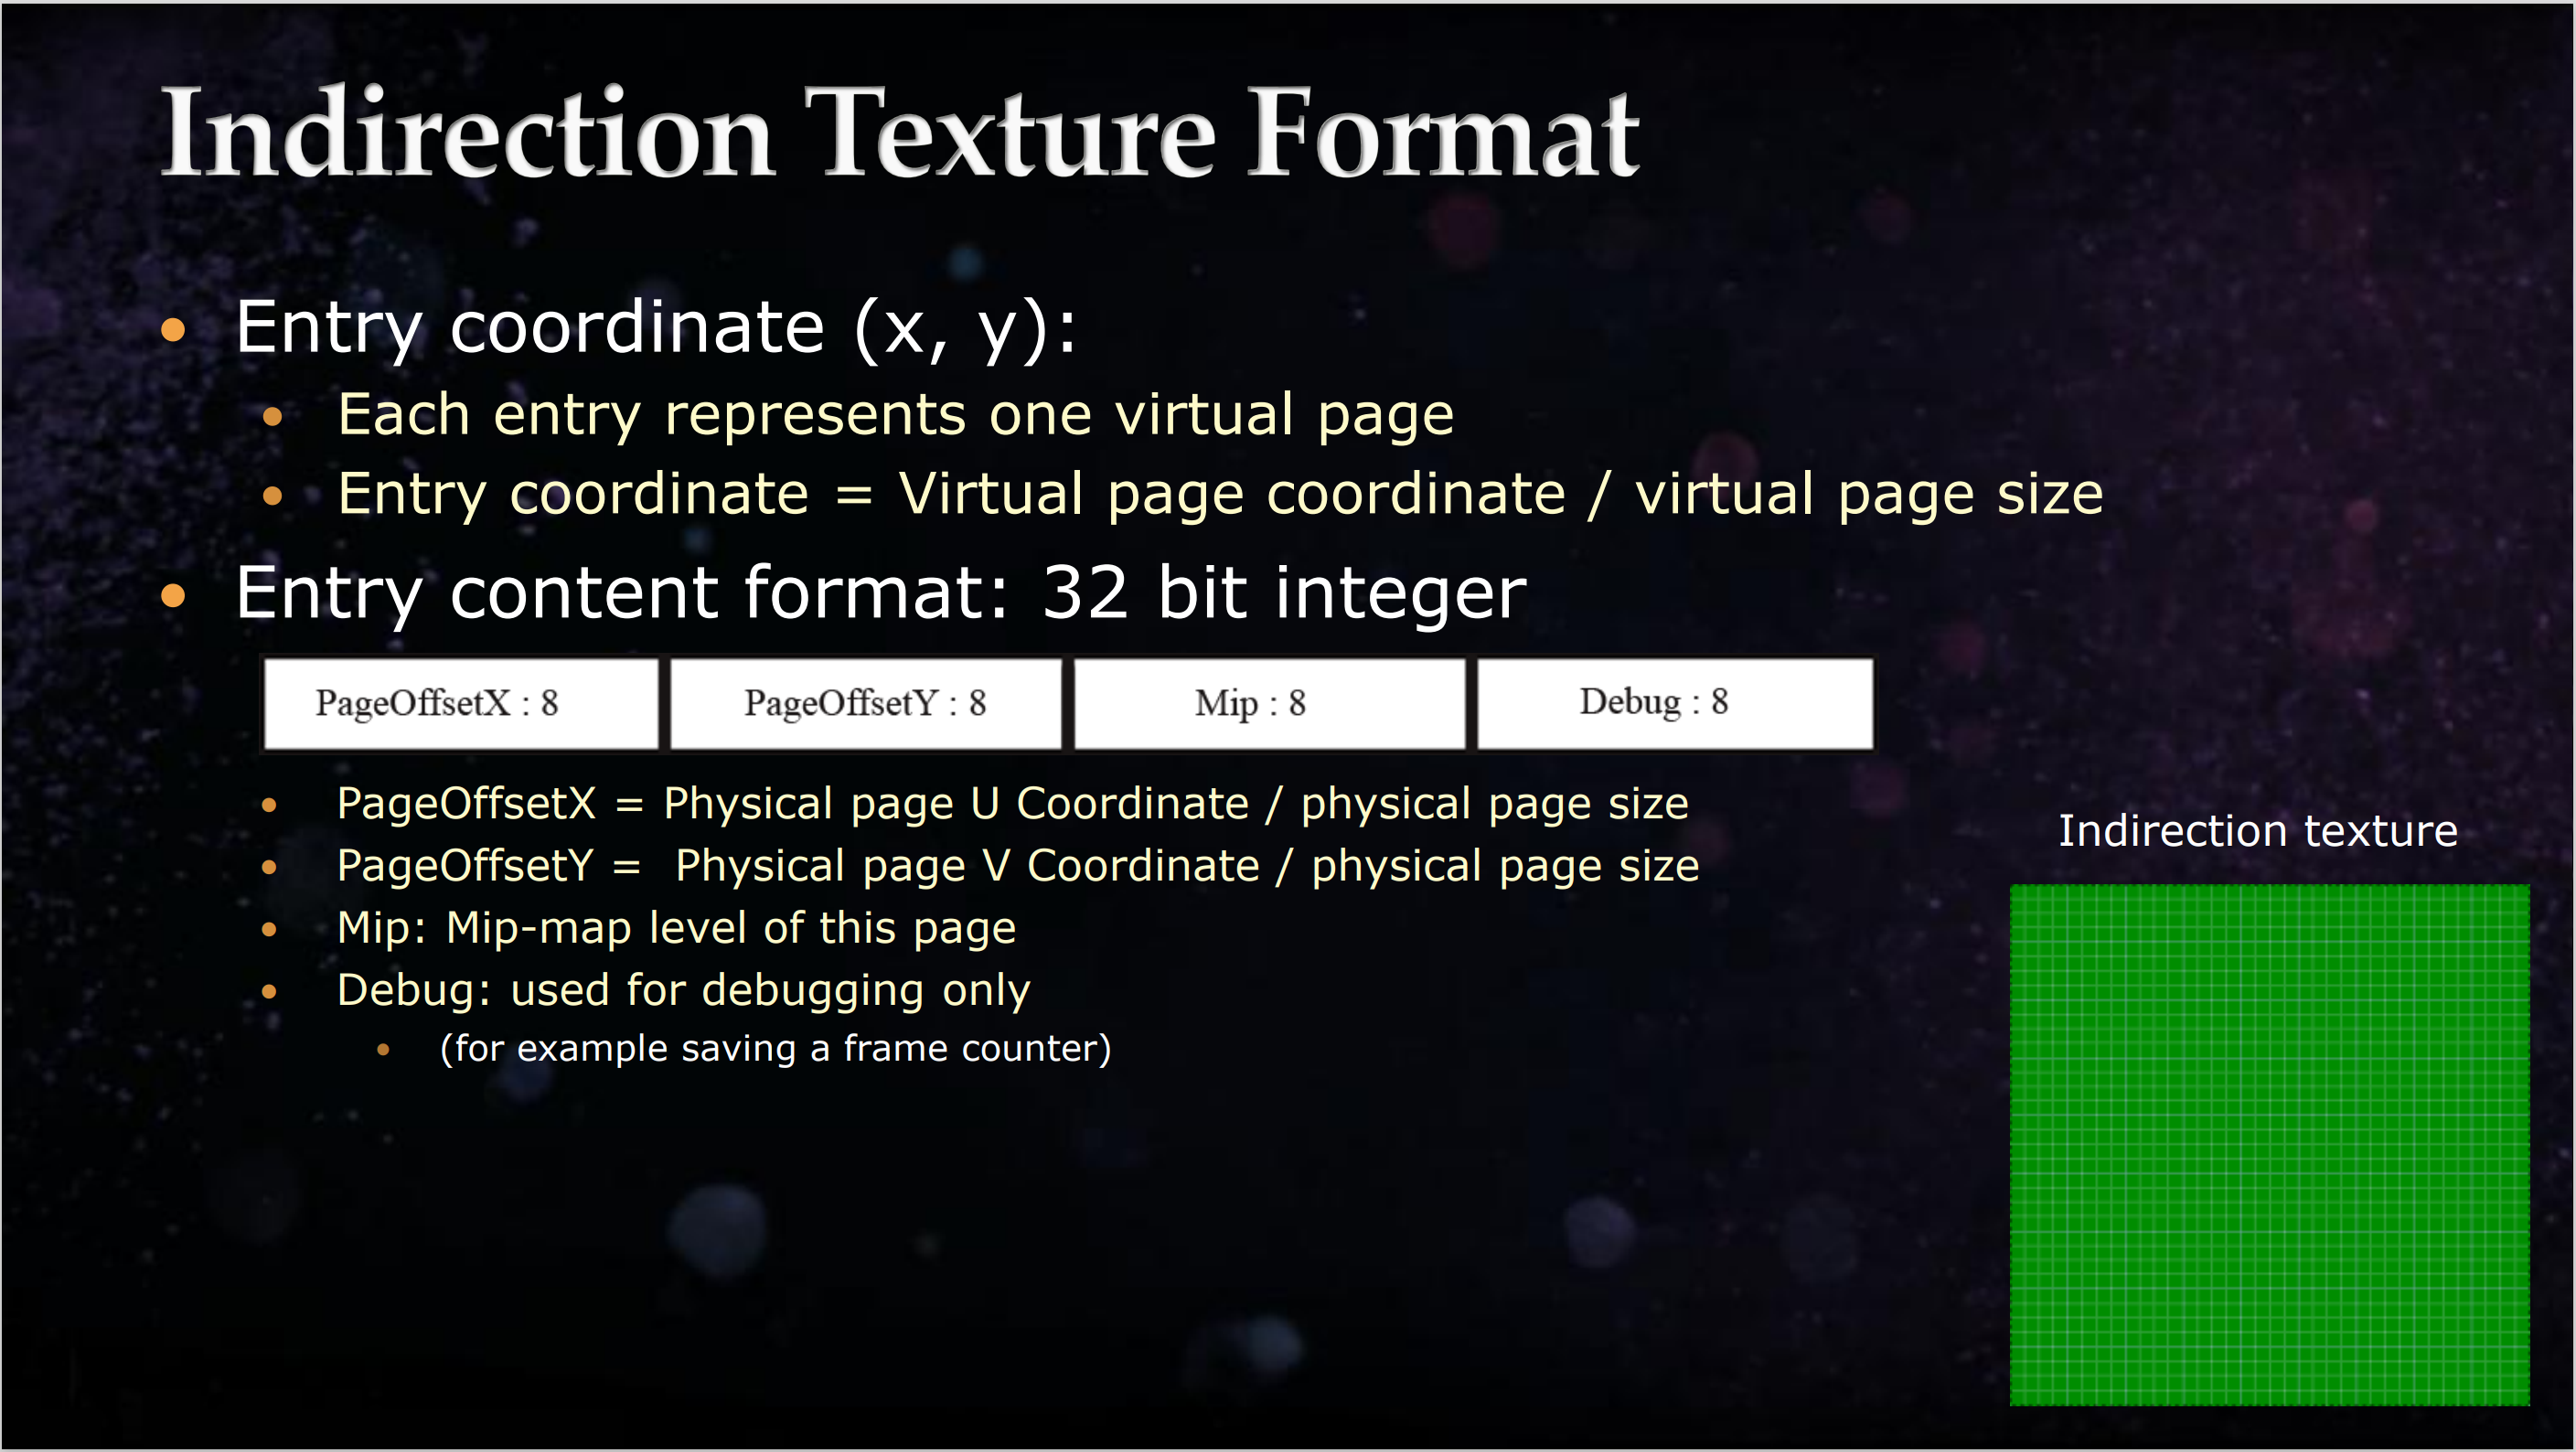 Indirection Texture Format
• Entry coordinate (x, y):
• Each entry represents one virtual page
• Entry coordinate = Virtual page coordinate / virtual page size
• Entry content format: 32 bit integer
PageOffsetX : 8 PageOffsetY : 8 Mip : 8 Debug : 8
• PageOffsetX = Physical page U Coordinate / physical page size
• PageOffsetY =  Physical page V Coordinate / physical page size
• Mip: Mip-map level of this page
• Debug: used for debugging only
• (for example saving a frame counter)
Indirection texture